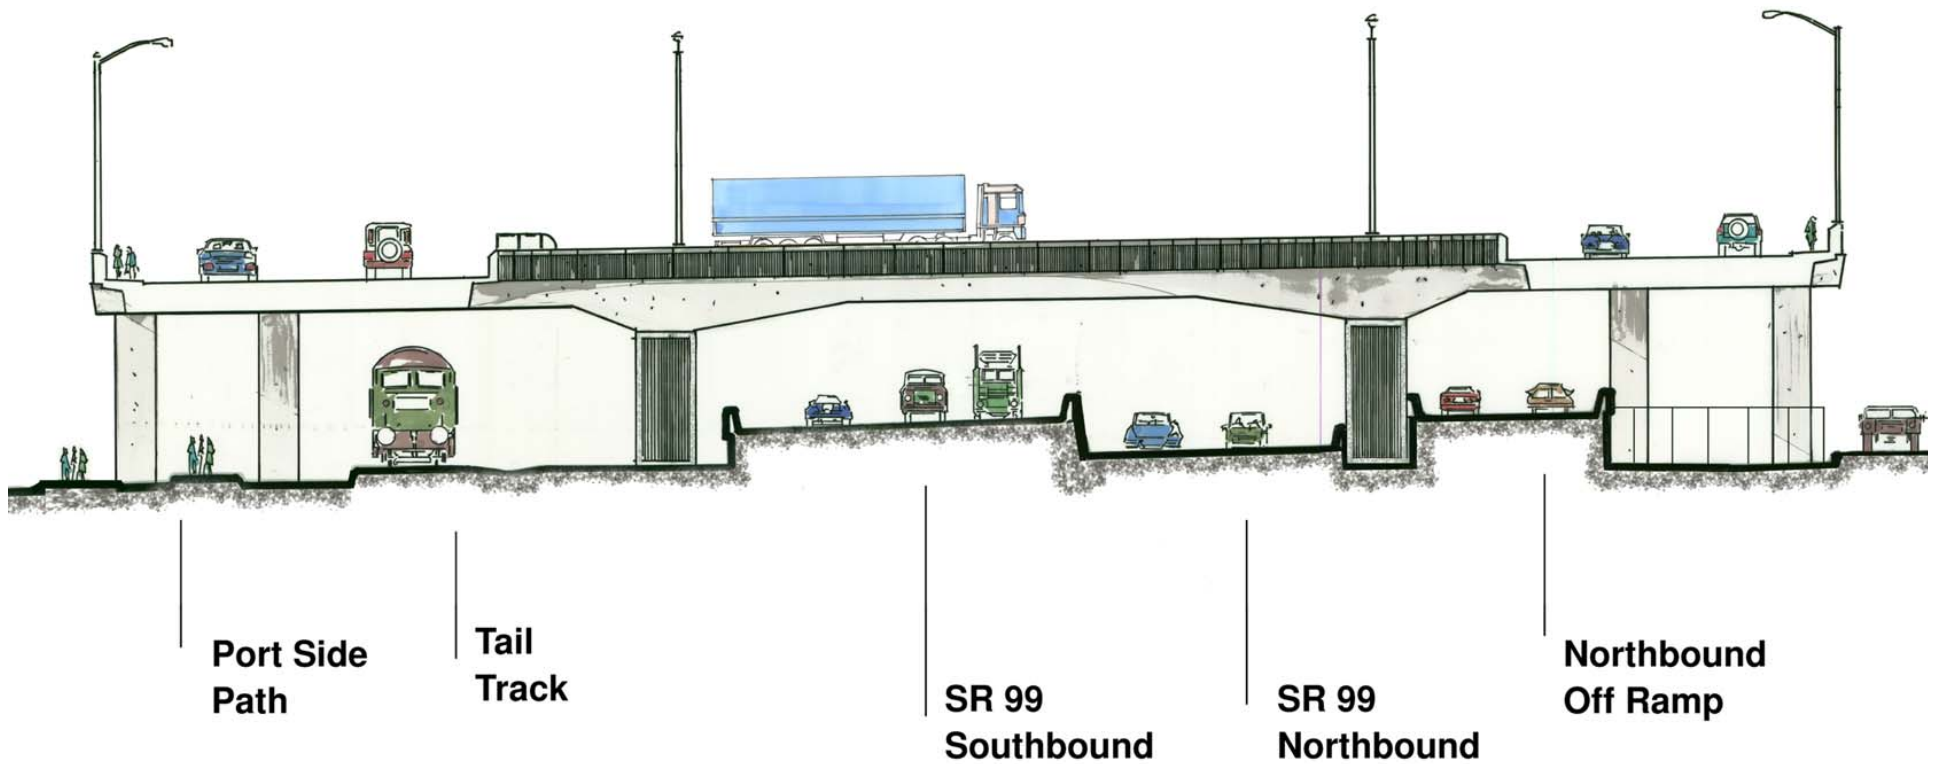 Port Side
Path
Tail
Track
SR 99
Southbound
SR 99
Northbound
Northbound
Off Ramp